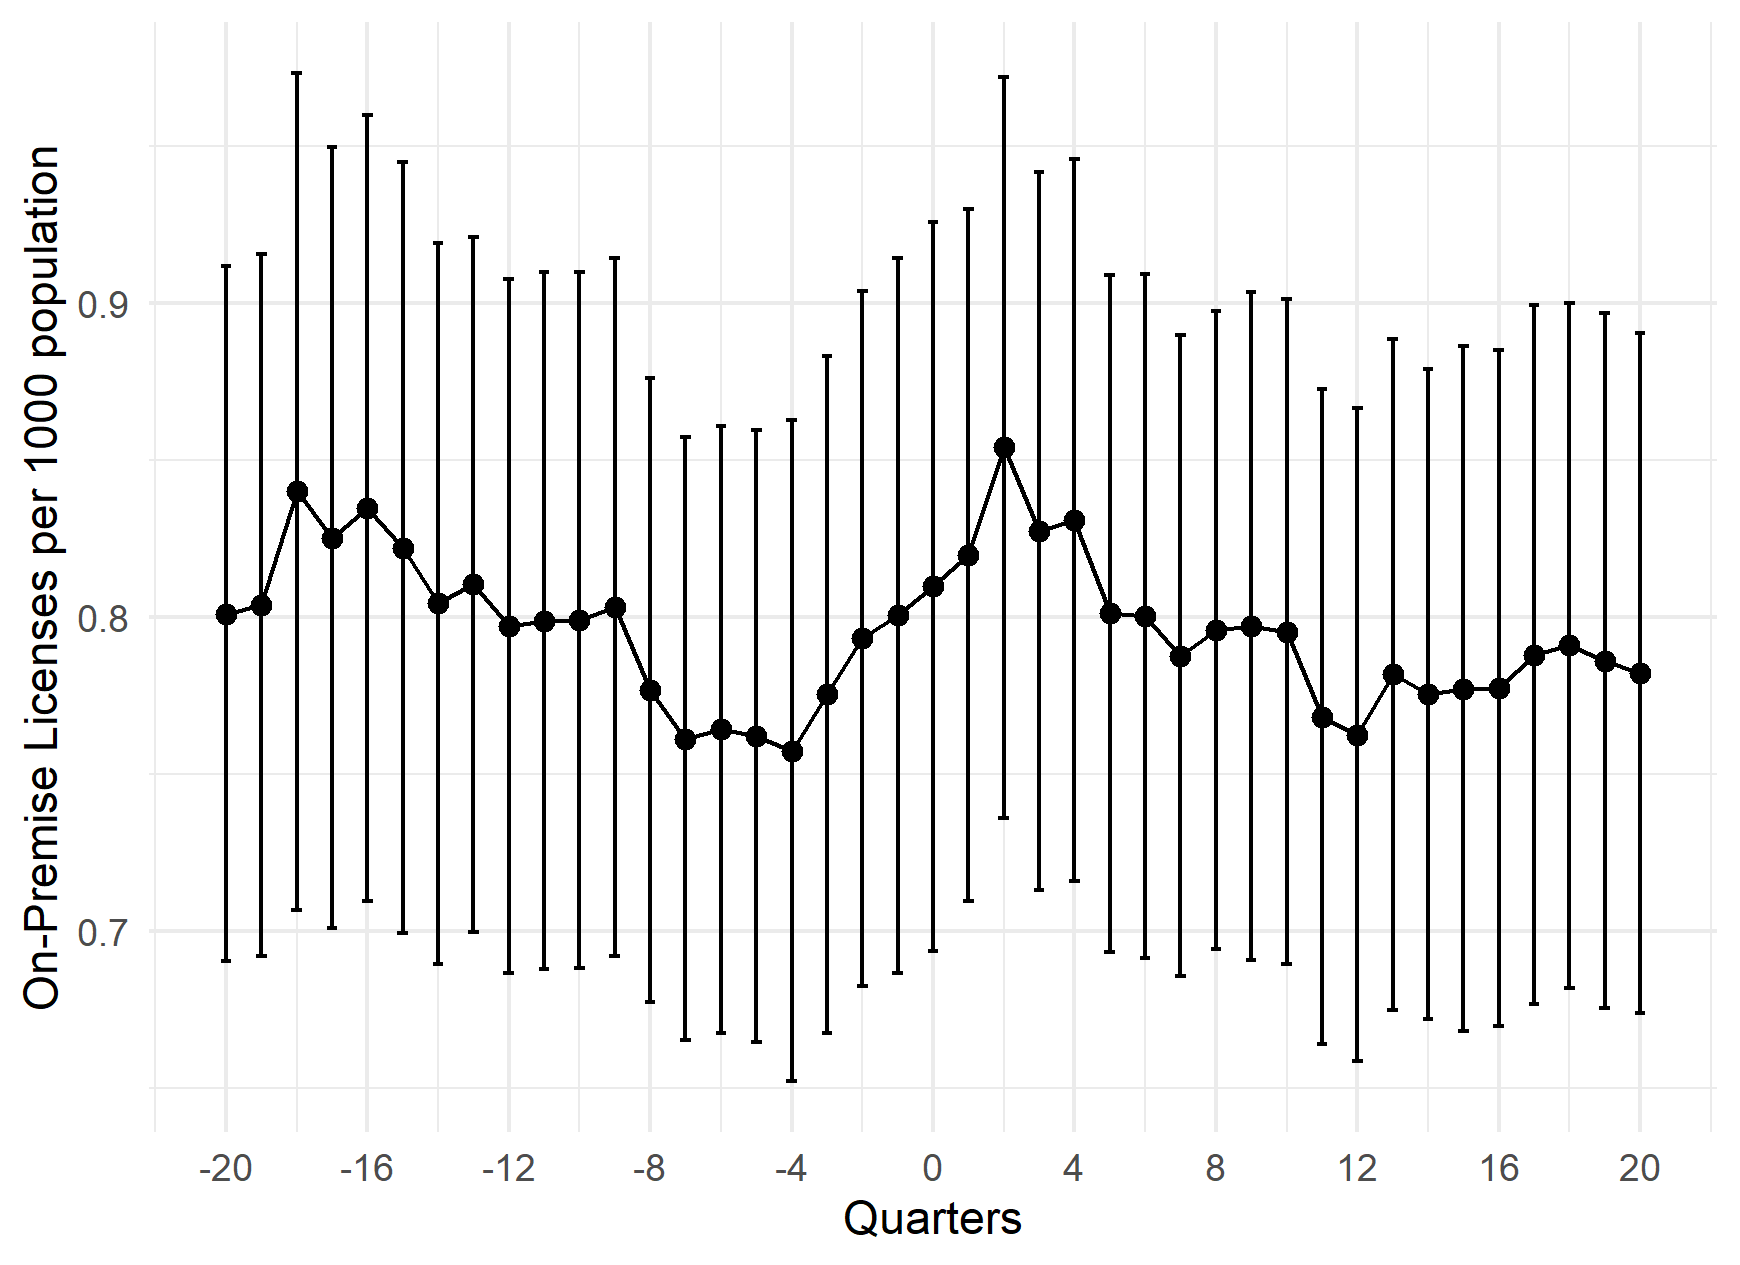 On-Premise Licenses per 1000 population
0.9
0.8
0.7
-20 -16 -12 -8 -4 0 4 8 12 16 20
Quarters